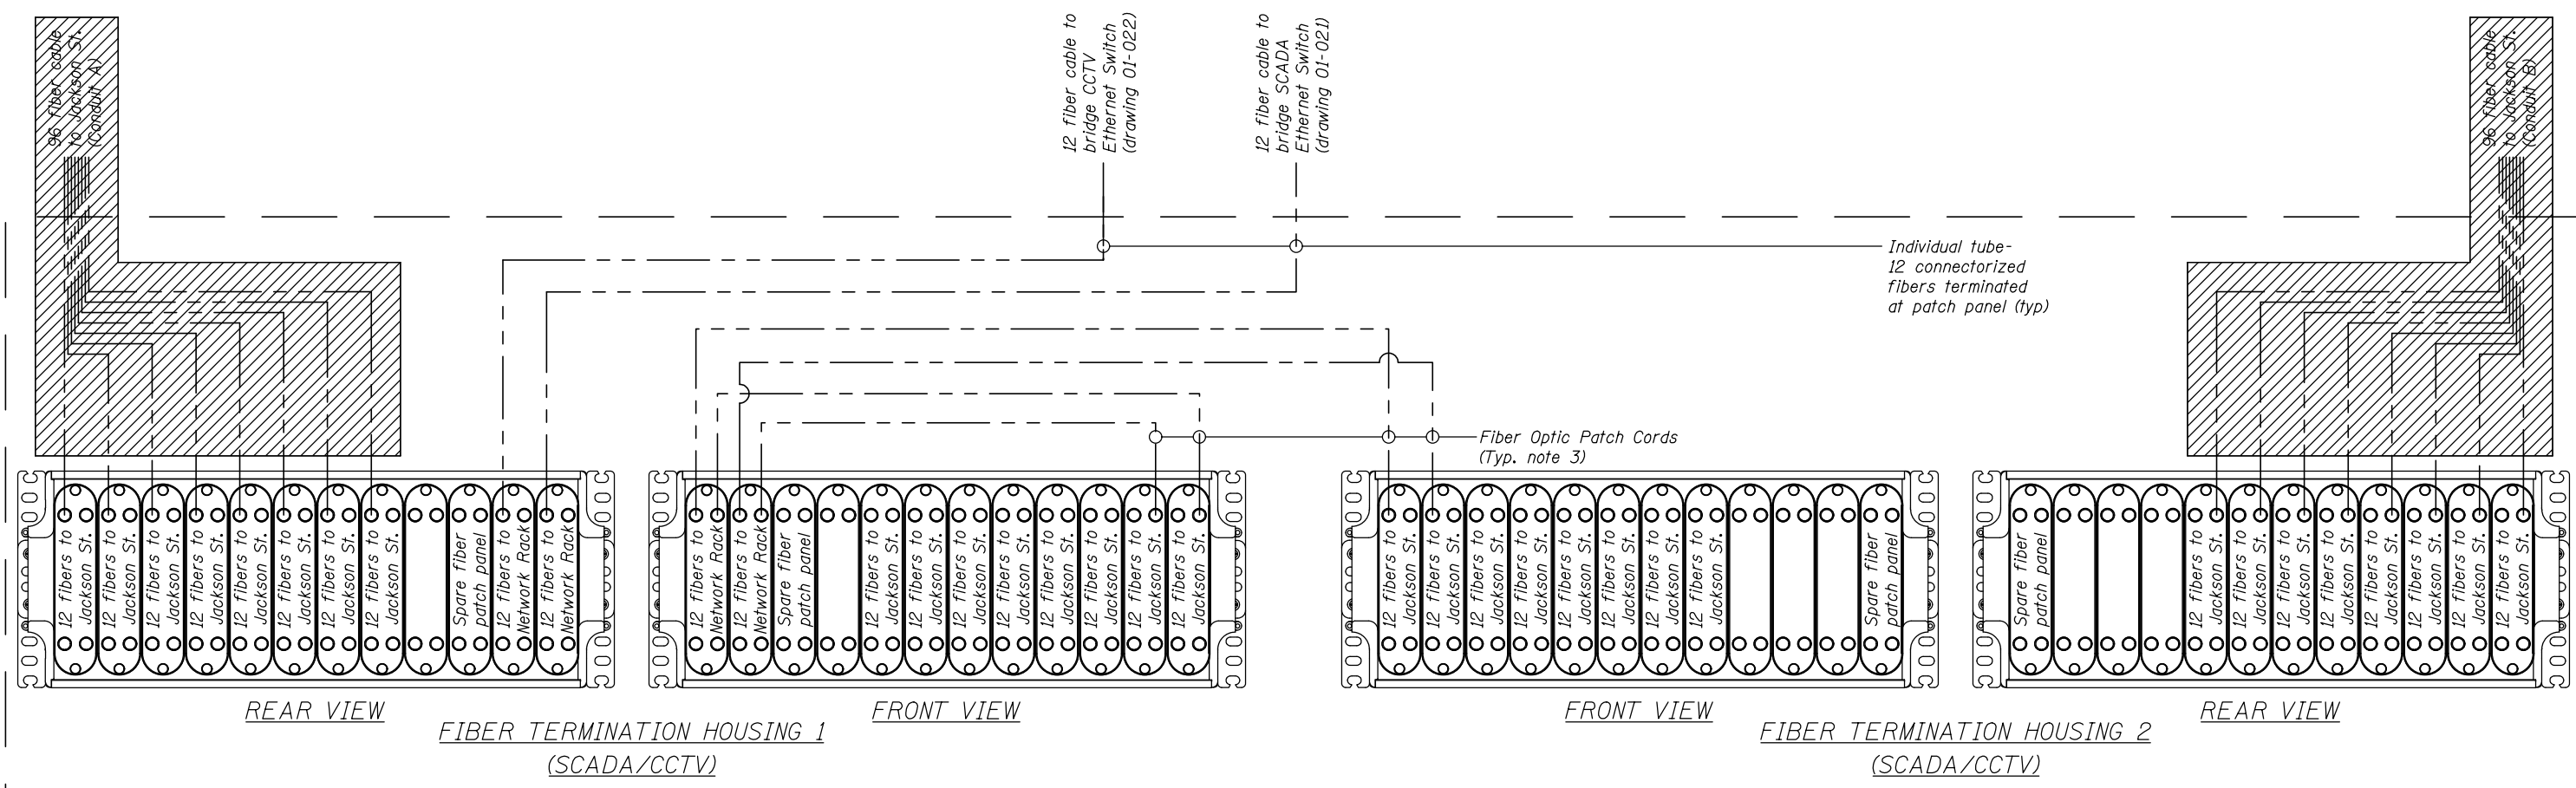 96 fiber cable
to Jackson St.
(Conduit A)
12 fiber cable to
bridge CCTV
Ethernet Switch
(drawing 01-022)
12 fiber cable to
bridge SCADA
Ethernet Switch
(drawing 01-021)
96 fiber cable
to Jackson St.
(Conduit B)
Individual tube-
12 connectorized
fibers terminated
at patch panel (typ)
Fiber Optic Patch Cords
(Typ. note 3)
12 fibers to
Jackson St.
12 fibers to
Jackson St.
12 fibers to
Jackson St.
12 fibers to
Jackson St.
12 fibers to
Jackson St.
12 fibers to
Jackson St.
12 fibers to
Jackson St.
12 fibers to
Jackson St.
Spare fiber
patch panel
12 fibers to
Network Rack
12 fibers to
Network Rack
12 fibers to
Network Rack
12 fibers to
Network Rack
Spare fiber
patch panel
12 fibers to
Jackson St.
12 fibers to
Jackson St.
12 fibers to
Jackson St.
12 fibers to
Jackson St.
12 fibers to
Jackson St.
12 fibers to
Jackson St.
12 fibers to
Jackson St.
12 fibers to
Jackson St.
12 fibers to
Jackson St.
12 fibers to
Jackson St.
12 fibers to
Jackson St.
12 fibers to
Jackson St.
12 fibers to
Jackson St.
12 fibers to
Jackson St.
12 fibers to
Jackson St.
12 fibers to
Jackson St.
Spare fiber
patch panel
Spare fiber
patch panel
12 fibers to
Jackson St.
12 fibers to
Jackson St.
12 fibers to
Jackson St.
12 fibers to
Jackson St.
12 fibers to
Jackson St.
12 fibers to
Jackson St.
12 fibers to
Jackson St.
12 fibers to
Jackson St.
REAR VIEW
FRONT VIEW
FRONT VIEW
REAR VIEW
FIBER TERMINATION HOUSING 1
(SCADA/CCTV)
FIBER TERMINATION HOUSING 2
(SCADA/CCTV)